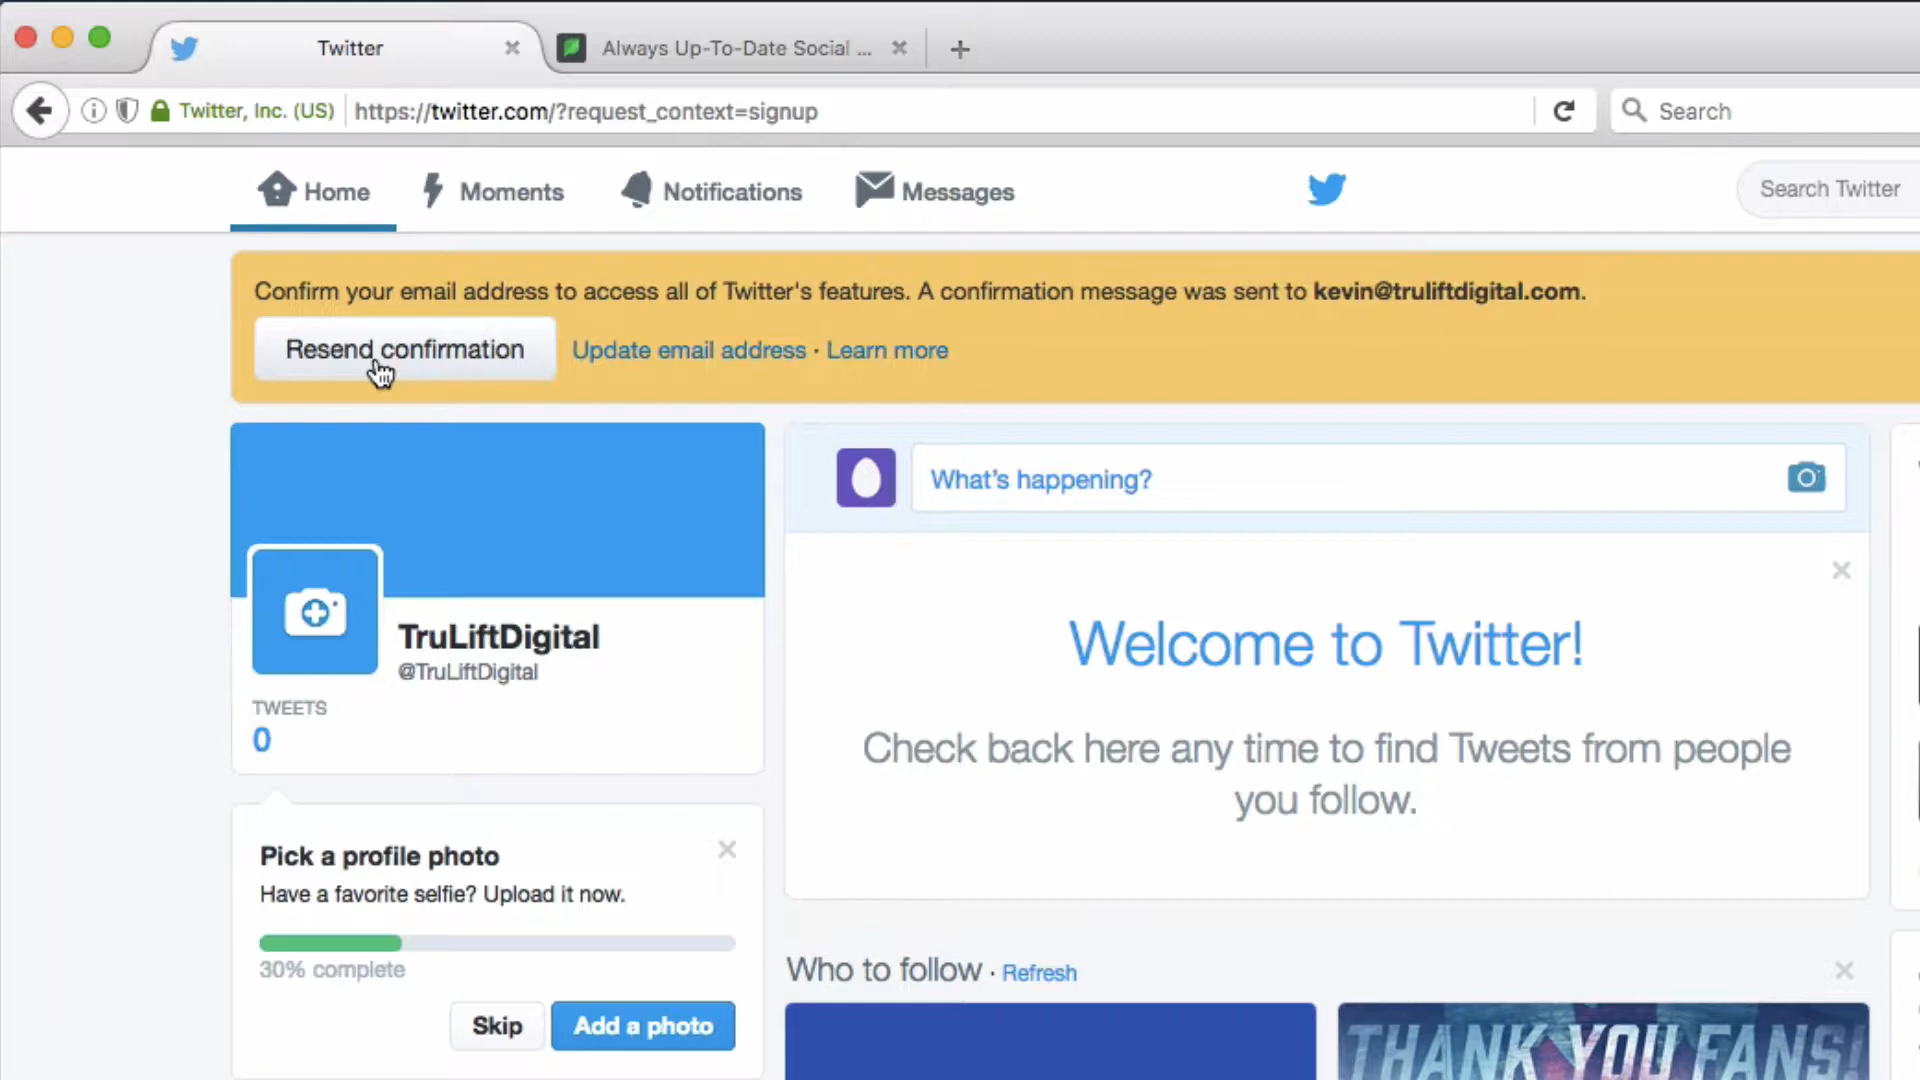 Twitter
Always Up-To-Date Social ...
Twitter, Inc. (US)
https://twitter.com/?request_context=signup
Search
Home
Moments
Notifications
Messages
Search Twitter
Confirm your email address to access all of Twitter's features. A confirmation message was sent to kevin@truliftdigital.com.
Resend confirmation
Update email address · Learn more
What's happening?
TruLiftDigital
@TruLiftDigital
TWEETS
0
Welcome to Twitter!
Check back here any time to find Tweets from people
you follow.
Pick a profile photo
Have a favorite selfie? Upload it now.
30% complete
Skip
Add a photo
Who to follow · Refresh
THANK YOU FANS!